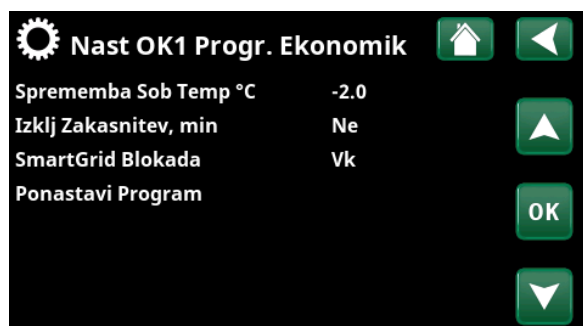 Nast OK1 Progr. Ekonomik
Sprememba Sob Temp °C -2.0
Izklj Zakasnitev, min Ne
SmartGrid Blokada Vk
Ponastavi Program
OK